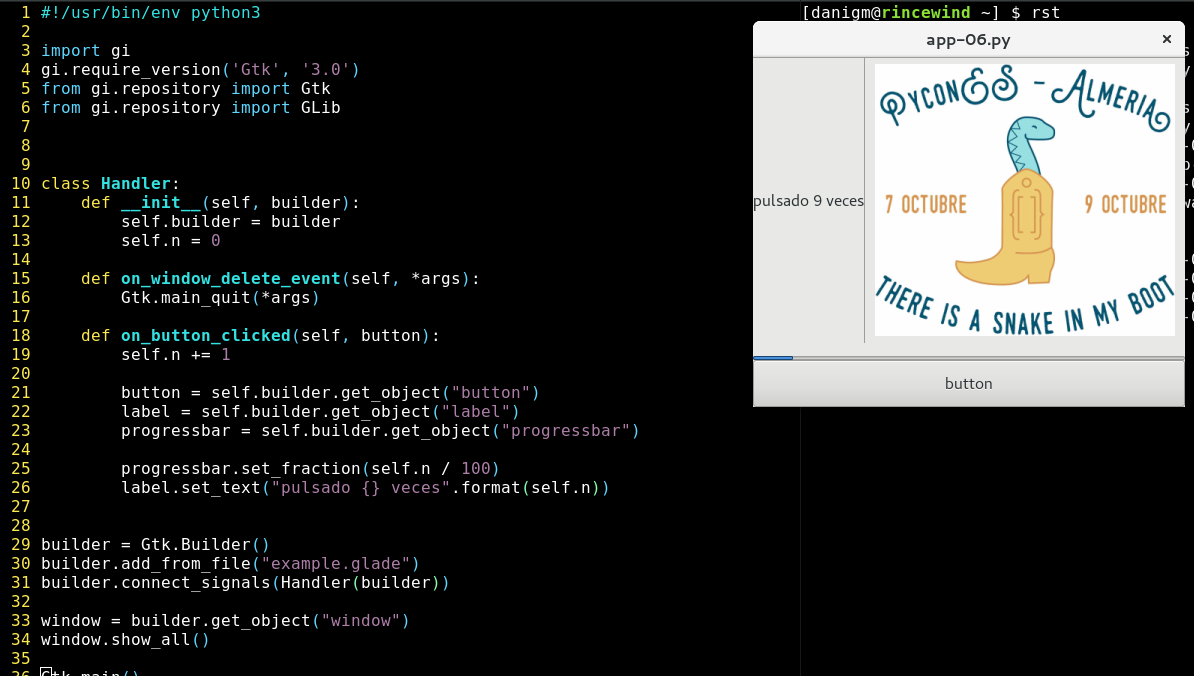 1 #!/usr/bin/env python3
2
3 import gi
4 gi.require_version('Gtk', '3.0')
5 from gi.repository import Gtk
6 from gi.repository import GLib
7
8
9
10 class Handler:
11     def __init__(self, builder):
12         self.builder = builder
13         self.n = 0
14
15     def on_window_delete_event(self, *args):
16         Gtk.main_quit(*args)
17
18     def on_button_clicked(self, button):
19         self.n += 1
20
21         button = self.builder.get_object("button")
22         label = self.builder.get_object("label")
23         progressbar = self.builder.get_object("progressbar")
24
25         progressbar.set_fraction(self.n / 100)
26         label.set_text("pulsado {} veces".format(self.n))
27
28
29 builder = Gtk.Builder()
30 builder.add_from_file("example.glade")
31 builder.connect_signals(Handler(builder))
32
33 window = builder.get_object("window")
34 window.show_all()
35
36 Gtk.main()
[danigm@rincewind ~] $ rst
app-06.py
×
PYCONES - ALMERIA
pulsado 9 veces
7 OCTUBRE
9 OCTUBRE
THERE IS A SNAKE IN MY BOOT
button